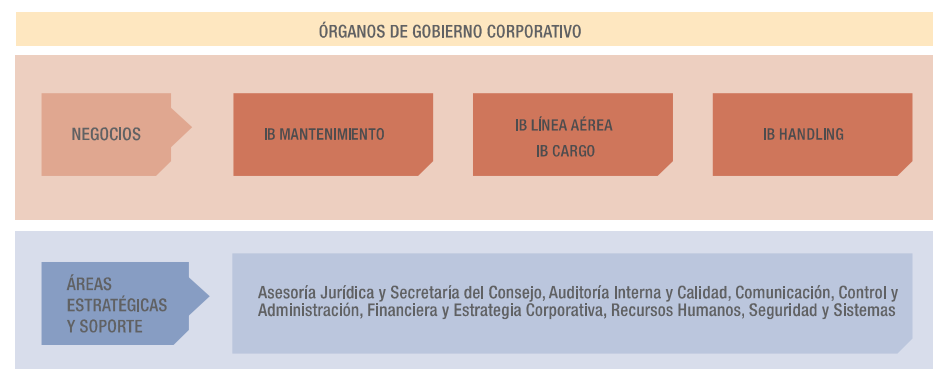 ÓRGANOS DE GOBIERNO CORPORATIVO
NEGOCIOS
IB MANTENIMIENTO
IB LÍNEA AÉREA
IB CARGO
IB HANDLING
ÁREAS
ESTRATÉGICAS
Y SOPORTE
Asesoría Jurídica y Secretaría del Consejo, Auditoría Interna y Calidad, Comunicación, Control y
Administración, Financiera y Estrategia Corporativa, Recursos Humanos, Seguridad y Sistemas